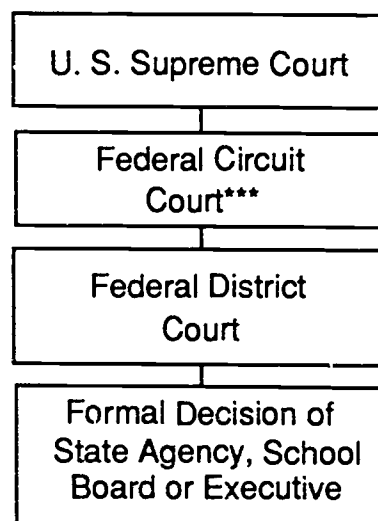 U. S. Supreme Court
Federal Circuit
Court***
Federal District
Court
Formal Decision of
State Agency, School
Board or Executive